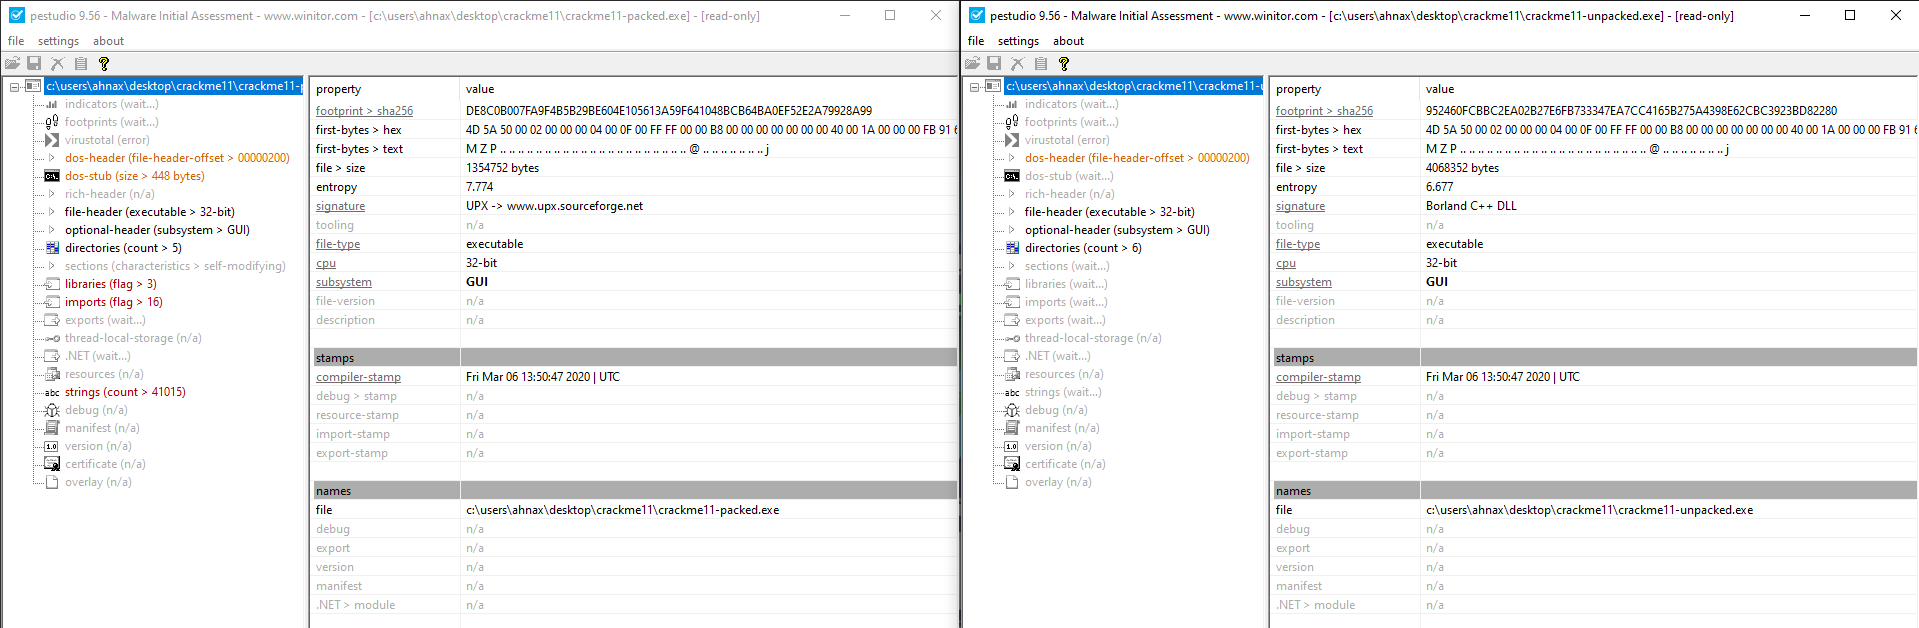 pestudio 9.56 - Malware Initial Assessment - www.winitor.com - [c:\users\ahnax\desktop\crackme11\crackme11-packed.exe] - [read-only]
file settings about
c:\users\ahnax\desktop\crackme11\crackme11-p
indicators (wait...)
footprints (wait...)
virustotal (error)
dos-header (file-header-offset > 00000200)
dos-stub (size > 448 bytes)
rich-header (n/a)
file-header (executable > 32-bit)
optional-header (subsystem > GUI)
directories (count > 5)
sections (characteristics > self-modifying)
libraries (flag > 3)
imports (flag > 16)
exports (wait...)
thread-local-storage (n/a)
.NET (wait...)
resources (n/a)
strings (count > 41015)
debug (n/a)
manifest (n/a)
version (n/a)
certificate (n/a)
overlay (n/a)
property value
footprint > sha256 DE8C0B007FA9F4B5B29BE604E105613A59F641048BCB64BA0EF52E2A79928A99
first-bytes > hex 4D 5A 50 00 02 00 00 00 04 00 0F 00 FF FF 00 00 B8 00 00 00 00 00 00 00 40 00 1A 00 00 00 FB 91 6
first-bytes > text M Z P .. .. .. .. .. .. .. .. .. .. .. .. .. .. .. .. .. .. .. .. .. @ .. .. .. .. .. .. .. j
file > size 1354752 bytes
entropy 7.774
signature UPX -> www.upx.sourceforge.net
tooling n/a
file-type executable
cpu 32-bit
subsystem GUI
file-version n/a
description n/a
stamps
compiler-stamp Fri Mar 06 13:50:47 2020 | UTC
debug > stamp n/a
resource-stamp n/a
import-stamp n/a
export-stamp n/a
names
file c:\users\ahnax\desktop\crackme11\crackme11-packed.exe
debug n/a
export n/a
version n/a
manifest n/a
.NET > module n/a
pestudio 9.56 - Malware Initial Assessment - www.winitor.com - [c:\users\ahnax\desktop\crackme11\crackme11-unpacked.exe] - [read-only]
file settings about
c:\users\ahnax\desktop\crackme11\crackme11-u
indicators (wait...)
footprints (wait...)
virustotal (error)
dos-header (file-header-offset > 00000200)
dos-stub (wait...)
rich-header (n/a)
file-header (executable > 32-bit)
optional-header (subsystem > GUI)
directories (count > 6)
sections (wait...)
libraries (wait...)
imports (wait...)
exports (wait...)
thread-local-storage (n/a)
.NET (wait...)
resources (n/a)
strings (wait...)
debug (n/a)
manifest (n/a)
version (n/a)
certificate (n/a)
overlay (n/a)
property value
footprint > sha256 952460FCBBC2EA02B27E6FB733347EA7CC4165B275A4398E62CBC3923BD82280
first-bytes > hex 4D 5A 50 00 02 00 00 00 04 00 0F 00 FF FF 00 00 B8 00 00 00 00 00 00 00 40 00 1A 00 00 00 FB 91 6
first-bytes > text M Z P .. .. .. .. .. .. .. .. .. .. .. .. .. .. .. .. .. .. .. .. .. @ .. .. .. .. .. .. .. j
file > size 4068352 bytes
entropy 6.677
signature Borland C++ DLL
tooling n/a
file-type executable
cpu 32-bit
subsystem GUI
file-version n/a
description n/a
stamps
compiler-stamp Fri Mar 06 13:50:47 2020 | UTC
debug > stamp n/a
resource-stamp n/a
import-stamp n/a
export-stamp n/a
names
file c:\users\ahnax\desktop\crackme11\crackme11-unpacked.exe
debug n/a
export n/a
version n/a
manifest n/a
.NET > module n/a